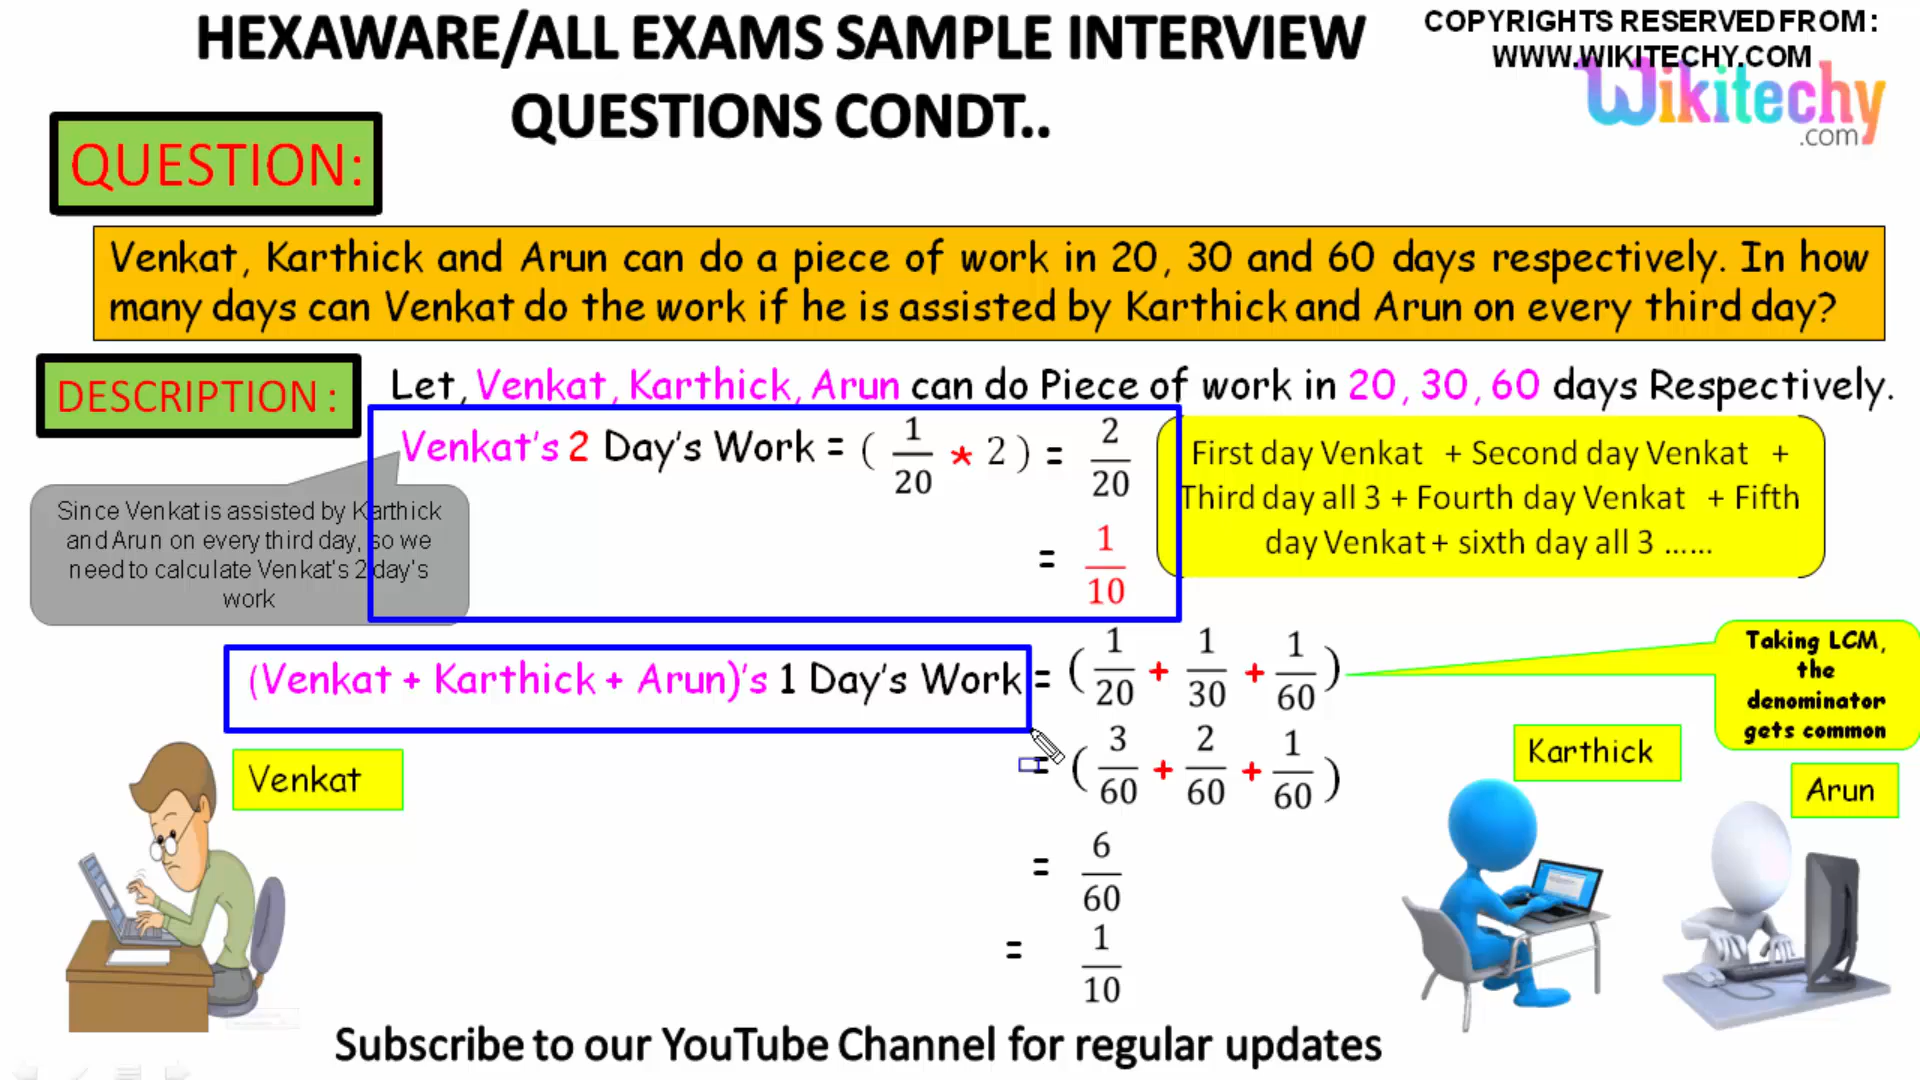 HEXAWARE/ALL EXAMS SAMPLE INTERVIEW
QUESTIONS CONDT..
COPYRIGHTS RESERVED FROM:
WWW.WIKITECHY.COM
Wikitechy
.com
QUESTION:
Venkat, Karthick and Arun can do a piece of work in 20, 30 and 60 days respectively. In how
many days can Venkat do the work if he is assisted by Karthick and Arun on every third day?
DESCRIPTION :
Let, Venkat, Karthick, Arun can do Piece of work in 20, 30, 60 days Respectively.
Venkat's 2 Day's Work = ( 1/20 * 2 ) = 2/20
= 1/10
Since Venkat is assisted by Karthick
and Arun on every third day, so we
need to calculate Venkat's 2 day's
work
First day Venkat + Second day Venkat +
Third day all 3 + Fourth day Venkat + Fifth
day Venkat + sixth day all 3 ......
(Venkat + Karthick + Arun)'s 1 Day's Work = ( 1/20 + 1/30 + 1/60 )
= ( 3/60 + 2/60 + 1/60 )
= 6/60
= 1/10
Taking LCM,
the
denominator
gets common
Venkat
Karthick
Arun
Subscribe to our YouTube Channel for regular updates